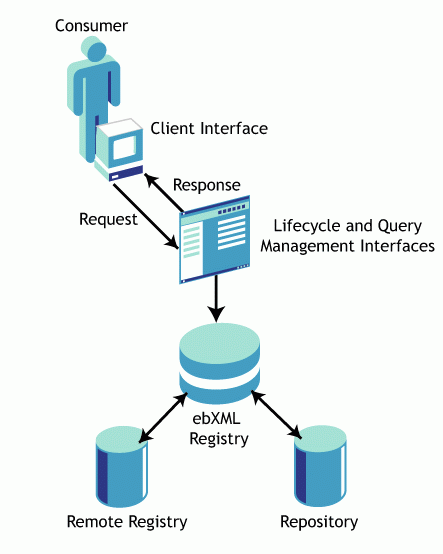 Consumer
Client Interface
Response
Request
Lifecycle and Query
Management Interfaces
ebXML
Registry
Remote Registry
Repository